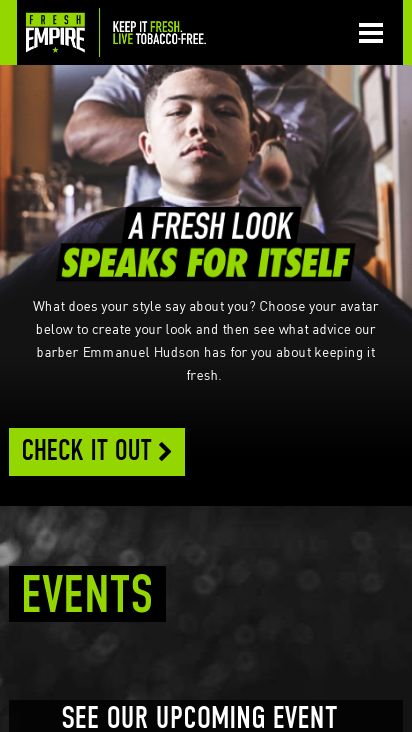 FRESH
EMPIRE
KEEP IT FRESH.
LIVE TOBACCO-FREE.
A FRESH LOOK
SPEAKS FOR ITSELF
What does your style say about you? Choose your avatar
below to create your look and then see what advice our
barber Emmanuel Hudson has for you about keeping it
fresh.
CHECK IT OUT
EVENTS
SEE OUR UPCOMING EVENT